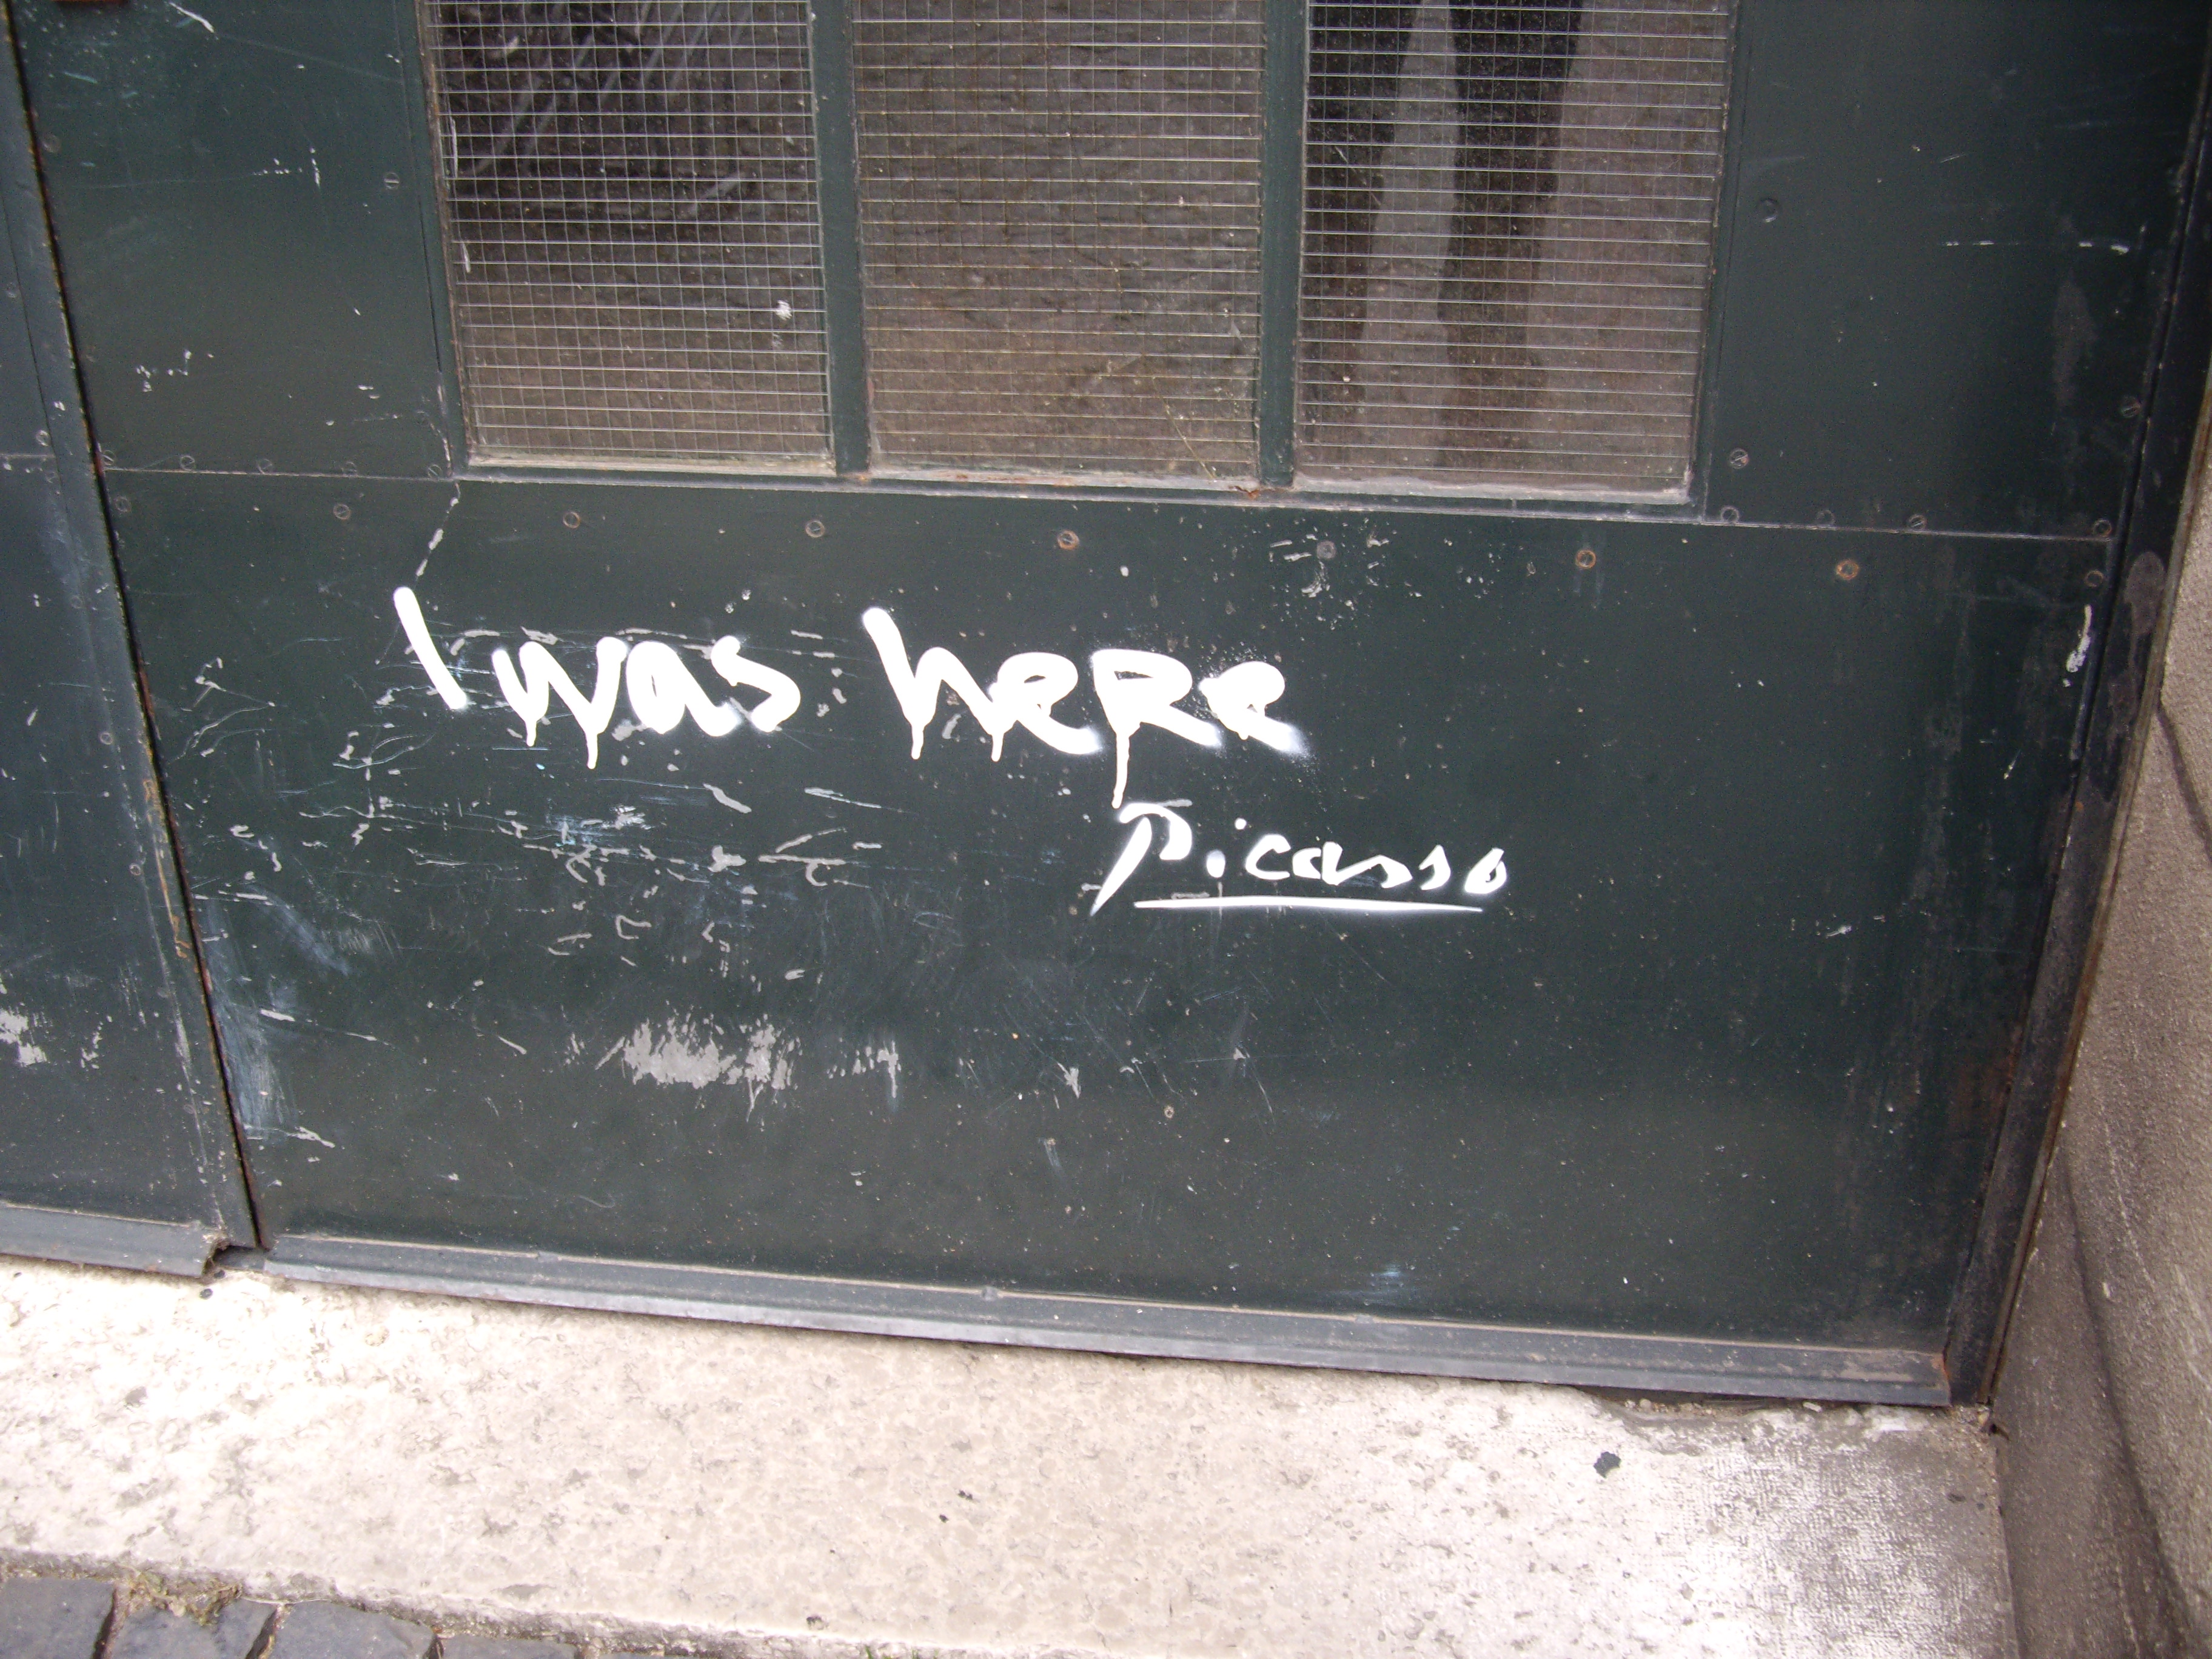 I was here
Picasso